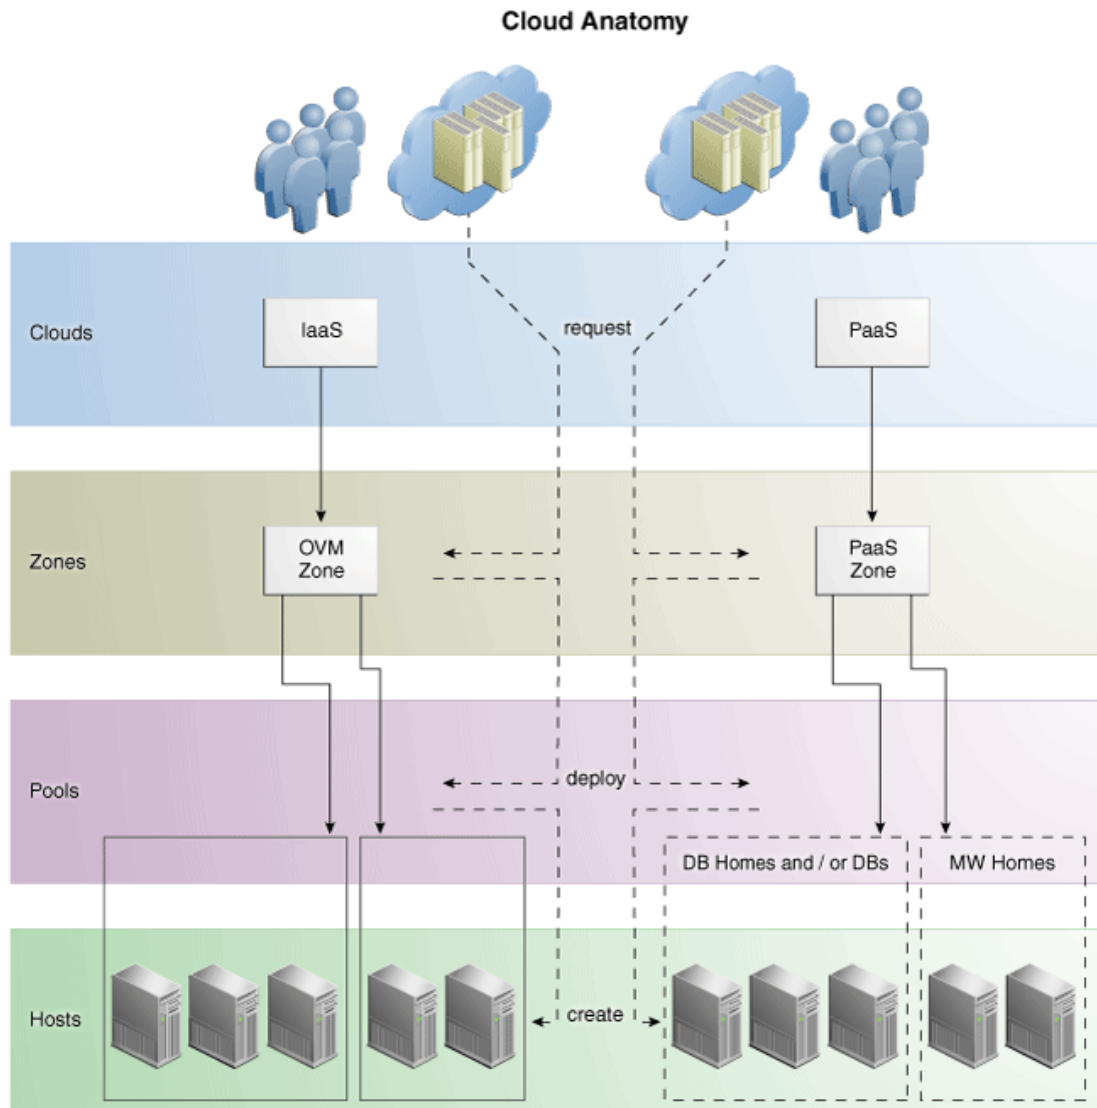 Cloud Anatomy
Clouds
IaaS
request
PaaS
Zones
OVM
Zone
PaaS
Zone
Pools
deploy
DB Homes and / or DBs
MW Homes
Hosts
create